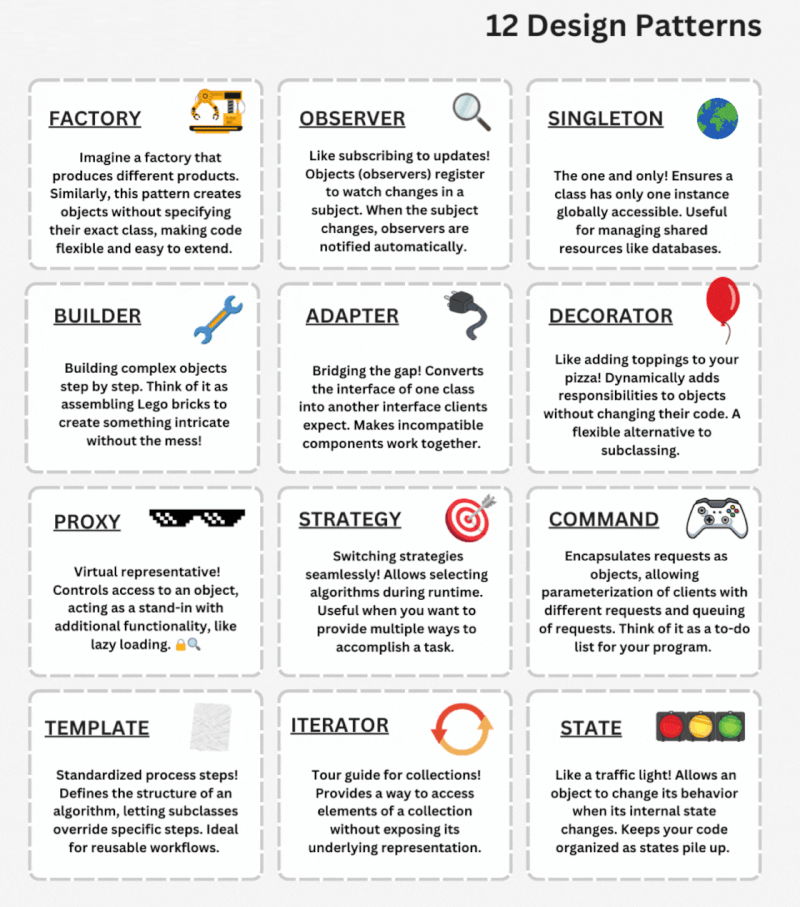 12 Design Patterns
FACTORY
Imagine a factory that
produces different products.
Similarly, this pattern creates
objects without specifying
their exact class, making code
flexible and easy to extend.
OBSERVER
Like subscribing to updates!
Objects (observers) register
to watch changes in a
subject. When the subject
changes, observers are
notified automatically.
SINGLETON
The one and only! Ensures a
class has only one instance
globally accessible. Useful
for managing shared
resources like databases.
BUILDER
Building complex objects
step by step. Think of it as
assembling Lego bricks to
create something intricate
without the mess!
ADAPTER
Bridging the gap! Converts
the interface of one class
into another interface clients
expect. Makes incompatible
components work together.
DECORATOR
Like adding toppings to your
pizza! Dynamically adds
responsibilities to objects
without changing their code. A
flexible alternative to
subclassing.
PROXY
Virtual representative!
Controls access to an object,
acting as a stand-in with
additional functionality, like
lazy loading. 🔒🔍
STRATEGY
Switching strategies
seamlessly! Allows selecting
algorithms during runtime.
Useful when you want to
provide multiple ways to
accomplish a task.
COMMAND
Encapsulates requests as
objects, allowing
parameterization of clients with
different requests and queuing
of requests. Think of it as a to-do
list for your program.
TEMPLATE
Standardized process steps!
Defines the structure of an
algorithm, letting subclasses
override specific steps. Ideal
for reusable workflows.
ITERATOR
Tour guide for collections!
Provides a way to access
elements of a collection
without exposing its
underlying representation.
STATE
Like a traffic light! Allows an
object to change its behavior
when its internal state
changes. Keeps your code
organized as states pile up.